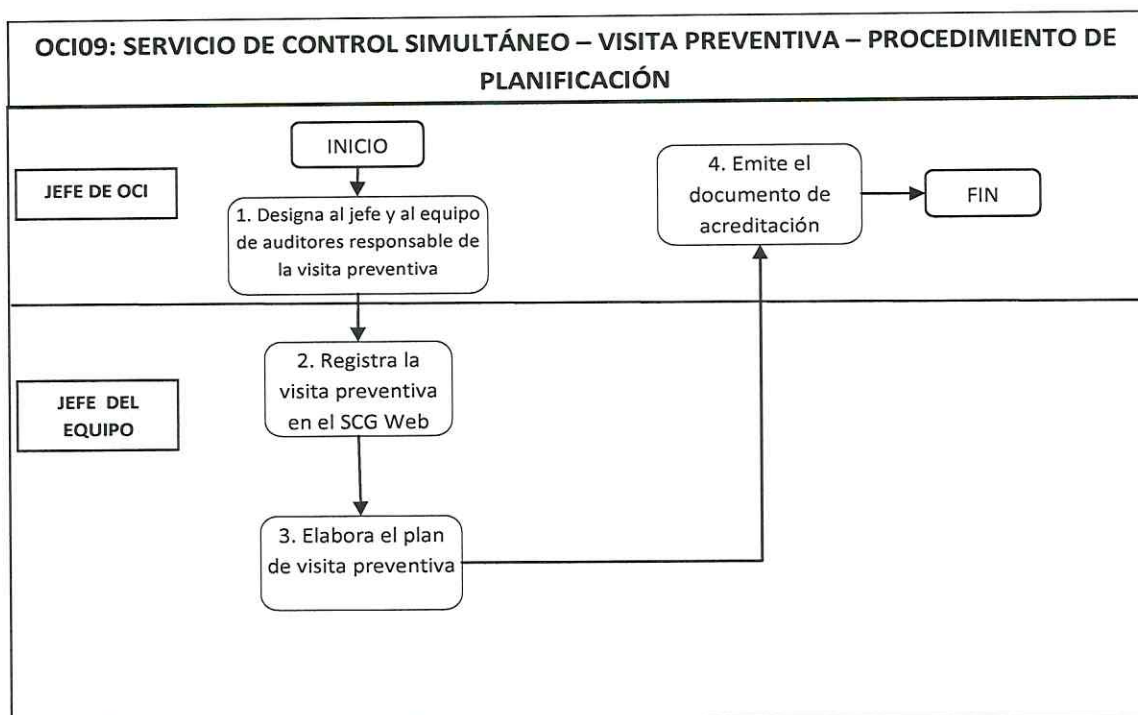 OCI09: SERVICIO DE CONTROL SIMULTÁNEO – VISITA PREVENTIVA – PROCEDIMIENTO DE
PLANIFICACIÓN
JEFE DE OCI
INICIO
1. Designa al jefe y al equipo
de auditores responsable de
la visita preventiva
4. Emite el
documento de
acreditación
FIN
JEFE DEL
EQUIPO
2. Registra la
visita preventiva
en el SCG Web
3. Elabora el plan
de visita preventiva